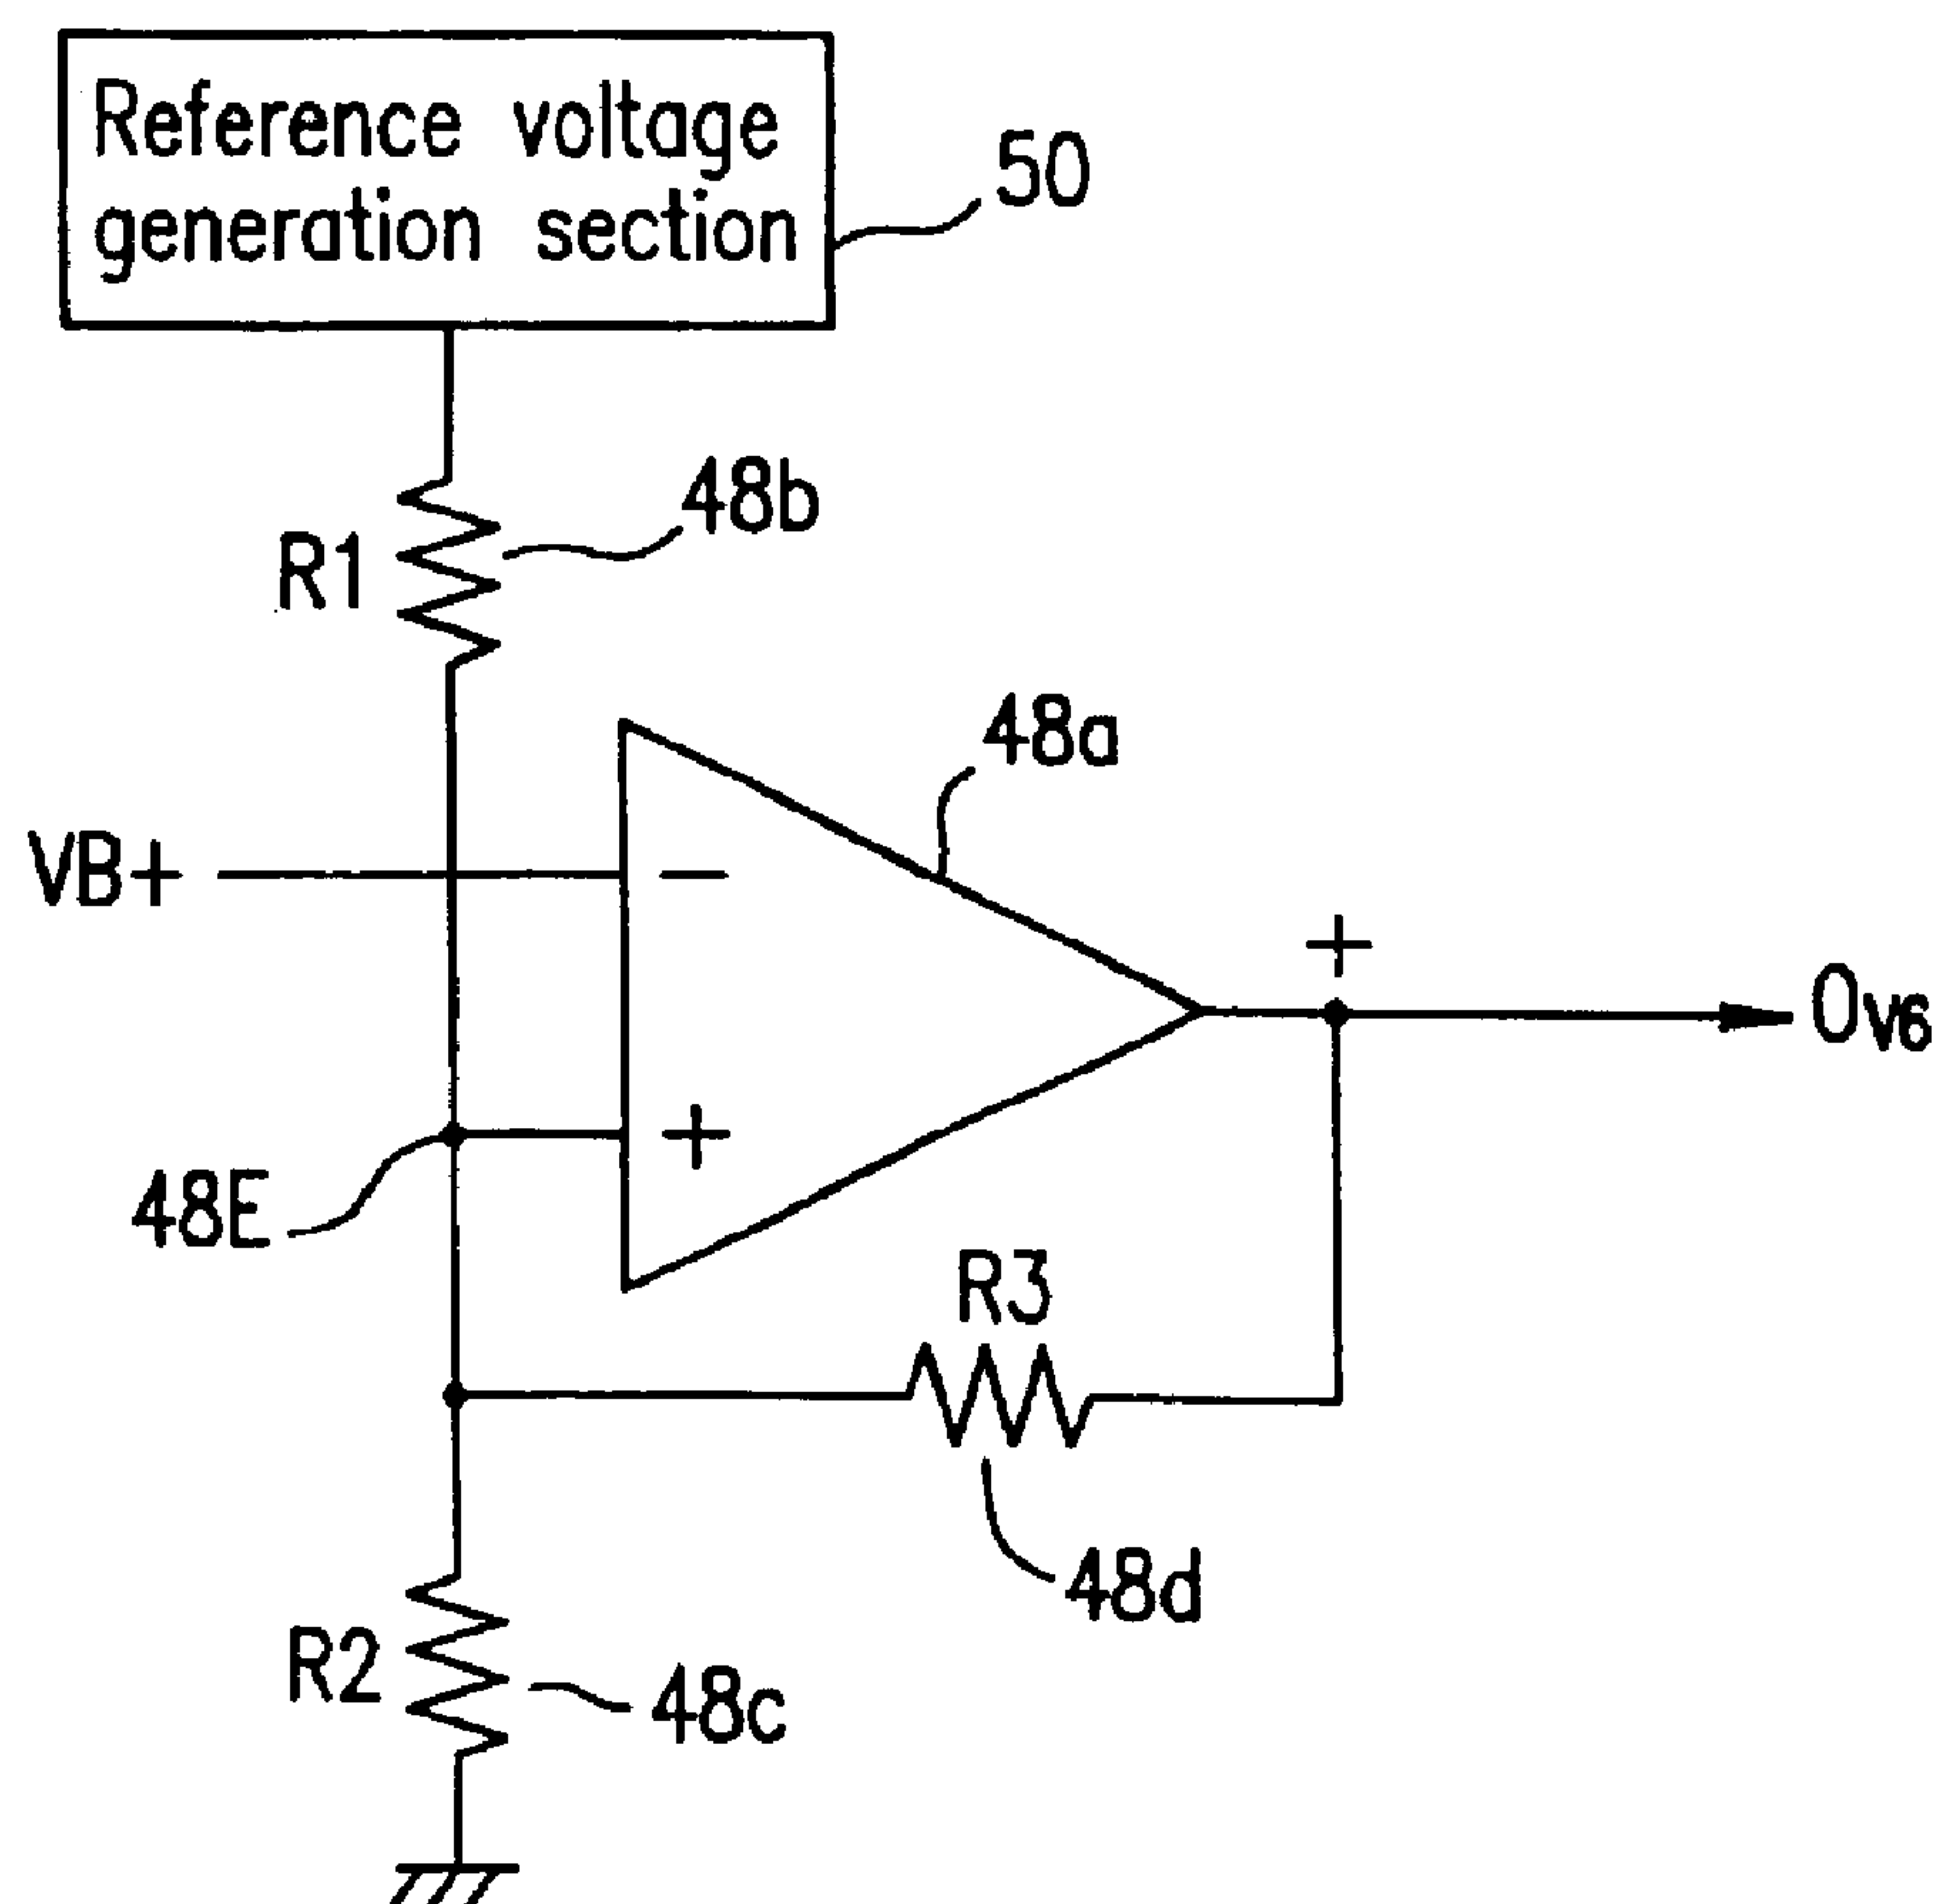 Reference voltage
generation section
50
48b
R1
48a
VB+
−
+
Ov6
+
48E
R3
48d
R2
48c